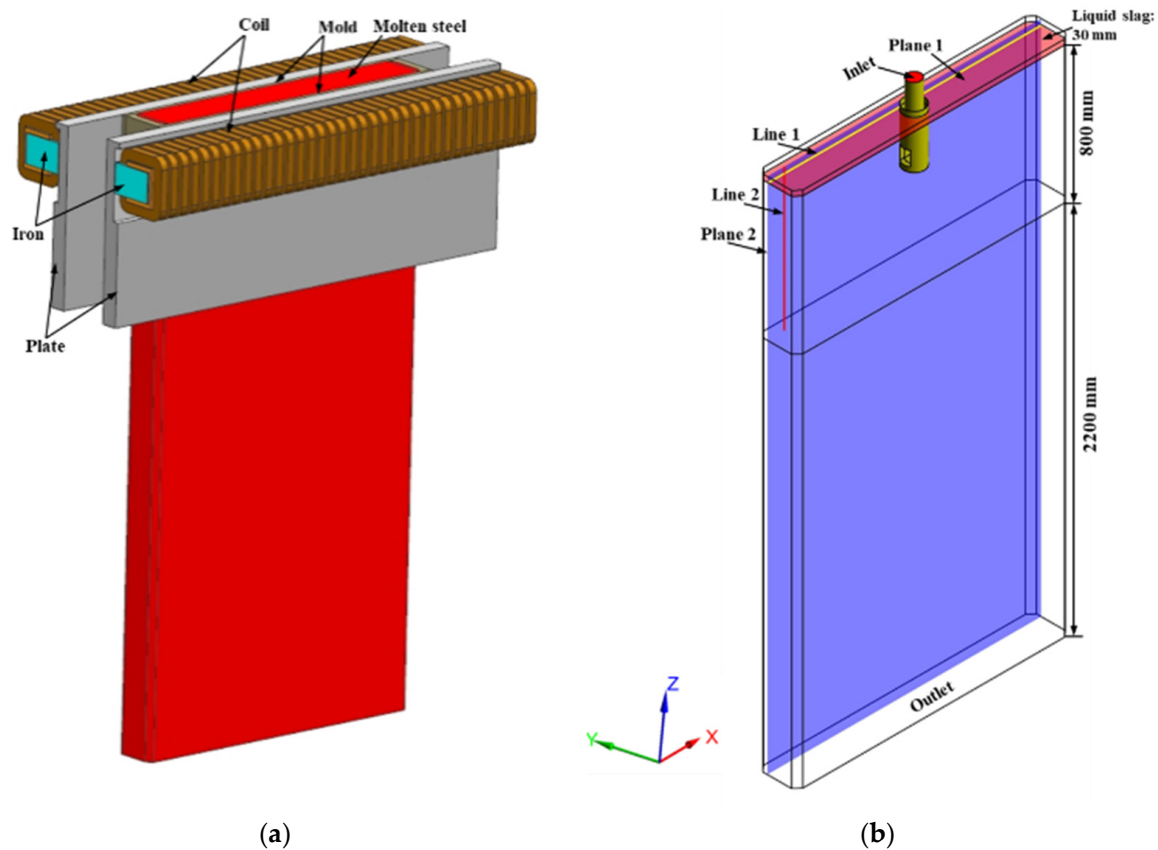 Coil
Mold
Molten steel
Iron
Plate
(a)
Liquid slag:
30 mm
Plane 1
Inlet
Line 1
800 mm
Line 2
Plane 2
2200 mm
Outlet
Z
Y
X
(b)